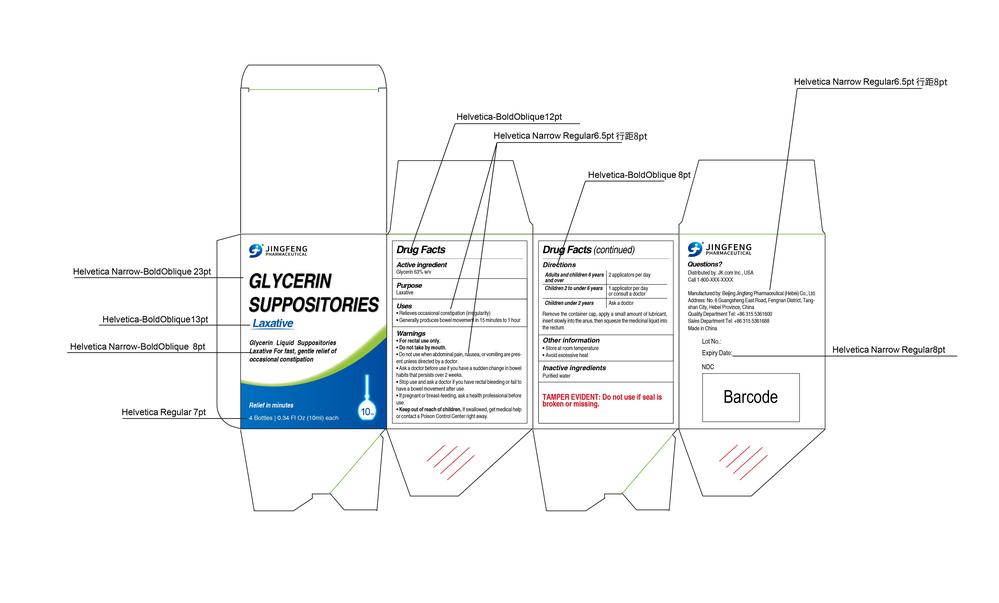 Helvetica Narrow Regular6.5pt 行距8pt
Helvetica-BoldOblique12pt
Helvetica Narrow Regular6.5pt 行距8pt
Helvetica-BoldOblique 8pt
Helvetica Narrow-BoldOblique 23pt
Helvetica-BoldOblique13pt
Helvetica Narrow-BoldOblique 8pt
Helvetica Regular 7pt
Helvetica Narrow Regular8pt
JINGFENG
PHARMACEUTICAL
GLYCERIN
SUPPOSITORIES
Laxative
Glycerin Liquid Suppositories
Laxative For fast, gentle relief of
occasional constipation
Relief in minutes
4 Bottles | 0.34 Fl Oz (10ml) each
10
Drug Facts
Active ingredient
Glycerin 63% w/v
Purpose
Laxative
Uses
• Relieves occasional constipation (irregularity)
• Generally produces bowel movement in 15 minutes to 1 hour
Warnings
• For rectal use only.
• Do not take by mouth.
• Do not use when abdominal pain, nausea, or vomiting are pres-
ent unless directed by a doctor.
• Ask a doctor before use if you have a sudden change in bowel
habits that persists over 2 weeks.
• Stop use and ask a doctor if you have rectal bleeding or fail to
have a bowel movement after use.
• If pregnant or breast-feeding, ask a health professional before
use.
• Keep out of reach of children. If swallowed, get medical help
or contact a Poison Control Center right away.
Drug Facts (continued)
Directions
Adults and children 6 years
and over
2 applicators per day
Children 2 to under 6 years
1 applicator per day
or consult a doctor
Children under 2 years
Ask a doctor
Remove the container cap, apply a small amount of lubricant,
insert slowly into the anus, then squeeze the medicinal liquid into
the rectum.
Other information
• Store at room temperature
• Avoid excessive heat
Inactive ingredients
Purified water
TAMPER EVIDENT: Do not use if seal is
broken or missing.
JINGFENG
PHARMACEUTICAL
Questions?
Distributed by: JK.com Inc., USA
Call 1-800-XXX-XXXX
Manufactured by: Beijing Jingfeng Pharmaceutical (Hebei) Co., Ltd.
Address: No. 6 Guangsheng East Road, Fengnan District, Tang-
shan City, Hebei Province, China
Quality Department Tel: +86 315 5361600
Sales Department Tel: +86 315 5361688
Made in China
Lot No.:
Expiry Date:
NDC
Barcode